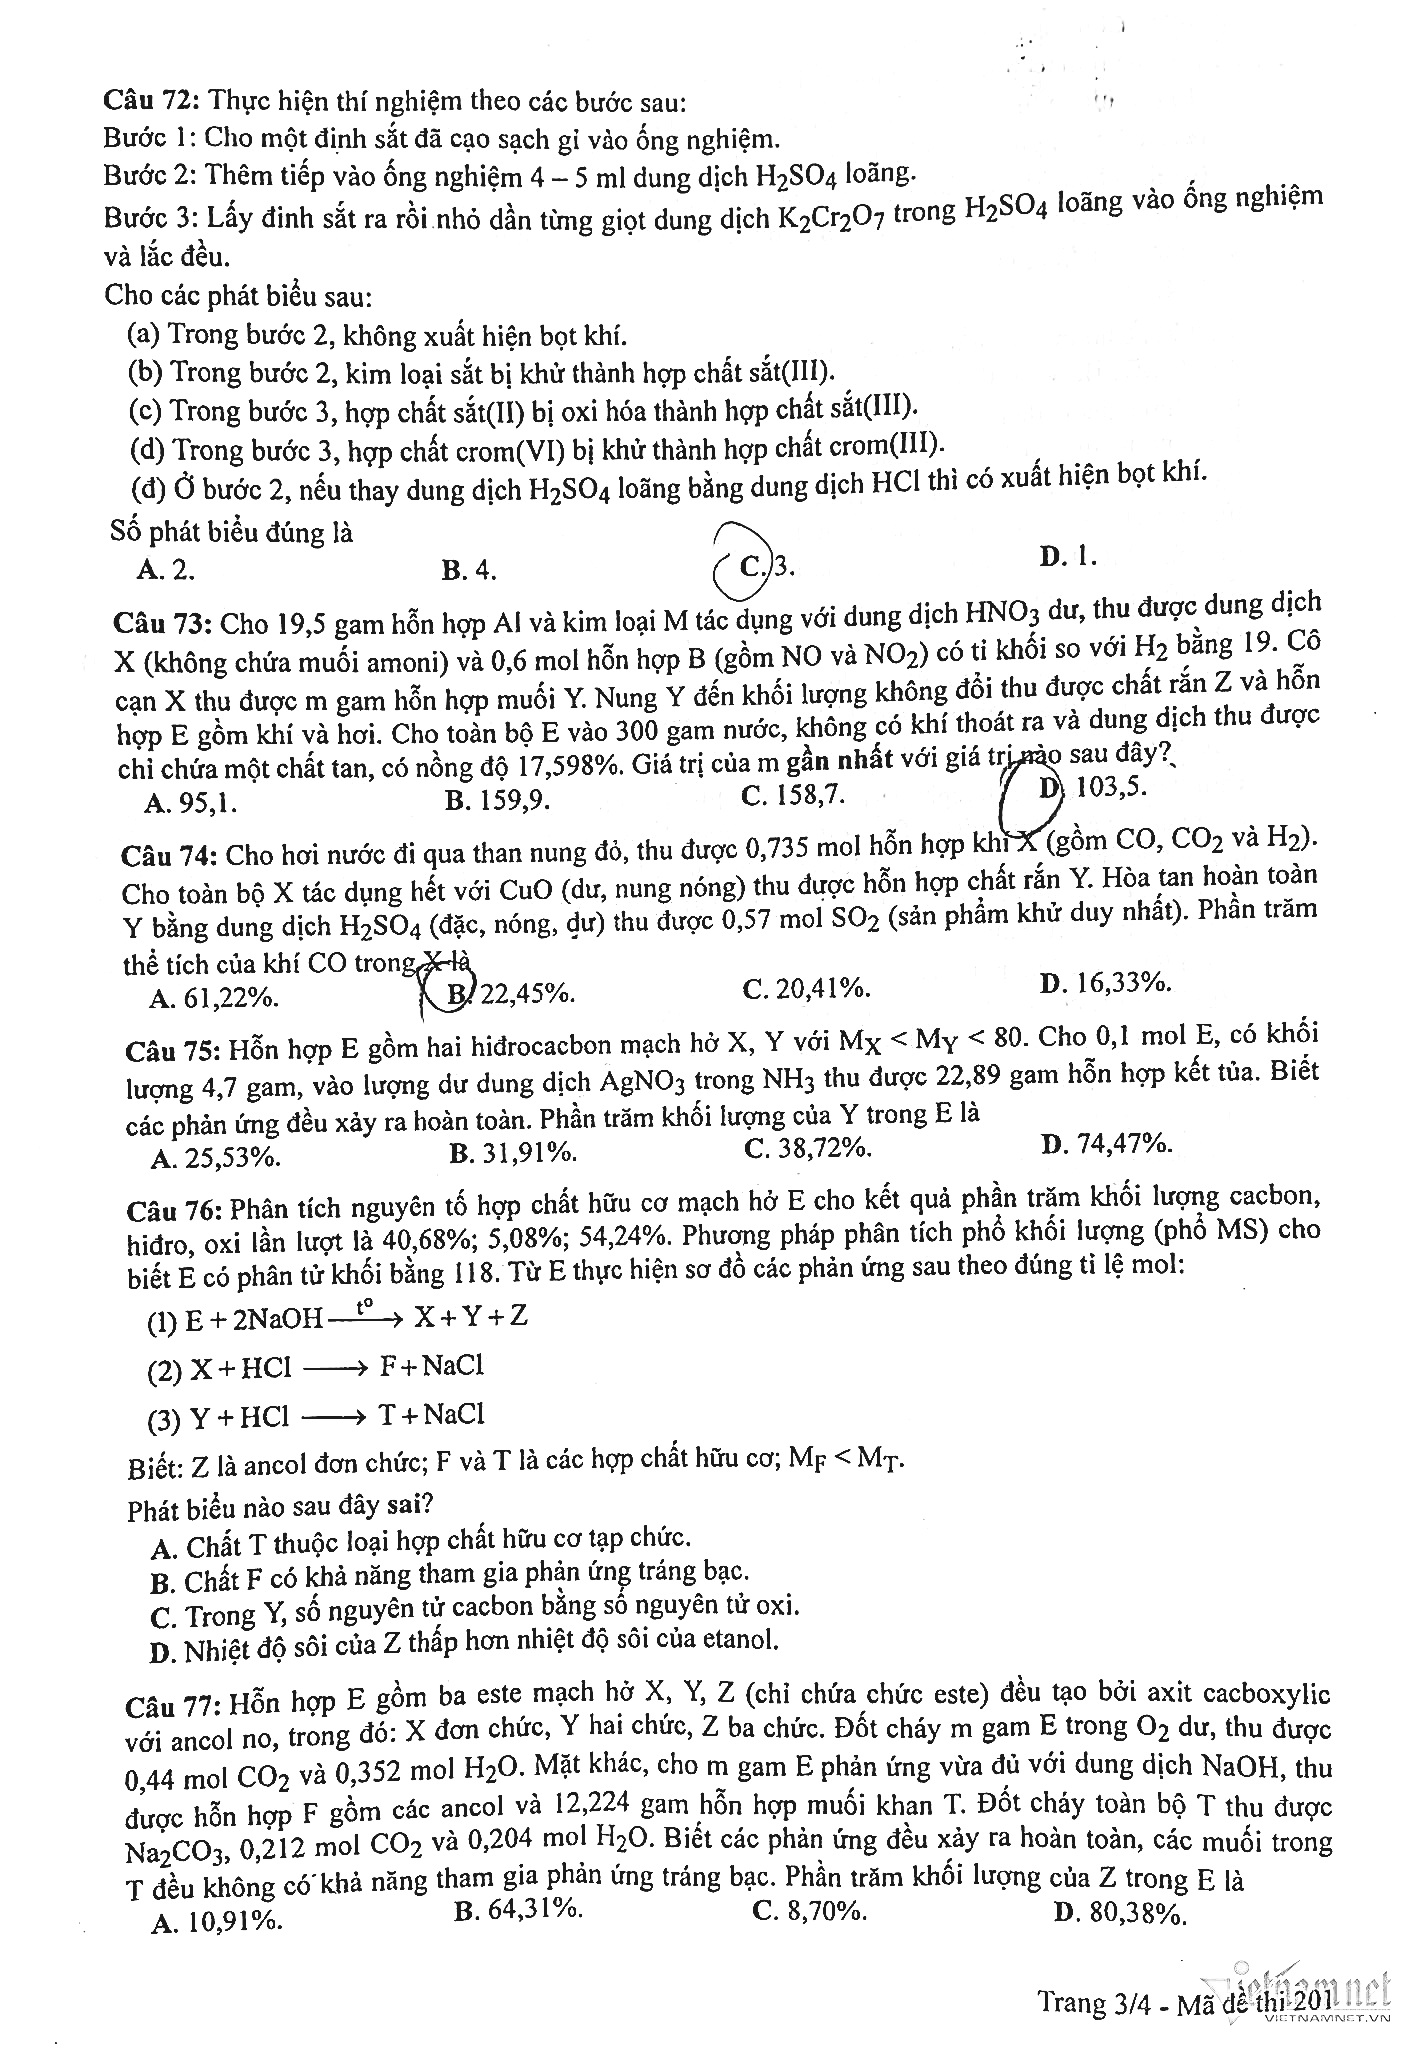 Câu 72: Thực hiện thí nghiệm theo các bước sau:
Bước 1: Cho một đinh sắt đã cạo sạch gỉ vào ống nghiệm.
Bước 2: Thêm tiếp vào ống nghiệm 4 – 5 ml dung dịch H2SO4 loãng.
Bước 3: Lấy đinh sắt ra rồi nhỏ dần từng giọt dung dịch K2Cr2O7 trong H2SO4 loãng vào ống nghiệm
và lắc đều.
Cho các phát biểu sau:
(a) Trong bước 2, không xuất hiện bọt khí.
(b) Trong bước 2, kim loại sắt bị khử thành hợp chất sắt(III).
(c) Trong bước 3, hợp chất sắt(II) bị oxi hóa thành hợp chất sắt(III).
(d) Trong bước 3, hợp chất crom(VI) bị khử thành hợp chất crom(III).
(đ) Ở bước 2, nếu thay dung dịch H2SO4 loãng bằng dung dịch HCl thì có xuất hiện bọt khí.
Số phát biểu đúng là
A. 2. B. 4. C. 3. D. 1.
Câu 73: Cho 19,5 gam hỗn hợp Al và kim loại M tác dụng với dung dịch HNO3 dư, thu được dung dịch
X (không chứa muối amoni) và 0,6 mol hỗn hợp B (gồm NO và NO2) có tỉ khối so với H2 bằng 19. Cô
cạn X thu được m gam hỗn hợp muối Y. Nung Y đến khối lượng không đổi thu được chất rắn Z và hỗn
hợp E gồm khí và hơi. Cho toàn bộ E vào 300 gam nước, không có khí thoát ra và dung dịch thu được
chỉ chứa một chất tan, có nồng độ 17,598%. Giá trị của m gần nhất với giá trị nào sau đây?
A. 95,1. B. 159,9. C. 158,7. D. 103,5.
Câu 74: Cho hơi nước đi qua than nung đỏ, thu được 0,735 mol hỗn hợp khí X (gồm CO, CO2 và H2).
Cho toàn bộ X tác dụng hết với CuO (dư, nung nóng) thu được hỗn hợp chất rắn Y. Hòa tan hoàn toàn
Y bằng dung dịch H2SO4 (đặc, nóng, dư) thu được 0,57 mol SO2 (sản phẩm khử duy nhất). Phần trăm
thể tích của khí CO trong X là
A. 61,22%. B. 22,45%. C. 20,41%. D. 16,33%.
Câu 75: Hỗn hợp E gồm hai hiđrocacbon mạch hở X, Y với MX < MY < 80. Cho 0,1 mol E, có khối
lượng 4,7 gam, vào lượng dư dung dịch AgNO3 trong NH3 thu được 22,89 gam hỗn hợp kết tủa. Biết
các phản ứng đều xảy ra hoàn toàn. Phần trăm khối lượng của Y trong E là
A. 25,53%. B. 31,91%. C. 38,72%. D. 74,47%.
Câu 76: Phân tích nguyên tố hợp chất hữu cơ mạch hở E cho kết quả phần trăm khối lượng cacbon,
hiđro, oxi lần lượt là 40,68%; 5,08%; 54,24%. Phương pháp phân tích phổ khối lượng (phổ MS) cho
biết E có phân tử khối bằng 118. Từ E thực hiện sơ đồ các phản ứng sau theo đúng tỉ lệ mol:
(1) E + 2NaOH —tº→ X + Y + Z
(2) X + HCl ⟶ F + NaCl
(3) Y + HCl ⟶ T + NaCl
Biết: Z là ancol đơn chức; F và T là các hợp chất hữu cơ; MF < MT.
Phát biểu nào sau đây sai?
A. Chất T thuộc loại hợp chất hữu cơ tạp chức.
B. Chất F có khả năng tham gia phản ứng tráng bạc.
C. Trong Y, số nguyên tử cacbon bằng số nguyên tử oxi.
D. Nhiệt độ sôi của Z thấp hơn nhiệt độ sôi của etanol.
Câu 77: Hỗn hợp E gồm ba este mạch hở X, Y, Z (chỉ chứa chức este) đều tạo bởi axit cacboxylic
với ancol no, trong đó: X đơn chức, Y hai chức, Z ba chức. Đốt cháy m gam E trong O2 dư, thu được
0,44 mol CO2 và 0,352 mol H2O. Mặt khác, cho m gam E phản ứng vừa đủ với dung dịch NaOH, thu
được hỗn hợp F gồm các ancol và 12,224 gam hỗn hợp muối khan T. Đốt cháy toàn bộ T thu được
Na2CO3, 0,212 mol CO2 và 0,204 mol H2O. Biết các phản ứng đều xảy ra hoàn toàn, các muối trong
T đều không có khả năng tham gia phản ứng tráng bạc. Phần trăm khối lượng của Z trong E là
A. 10,91%. B. 64,31%. C. 8,70%. D. 80,38%.
Trang 3/4 - Mã đề thi 201
vietnamnet
VIETNAMNET.VN